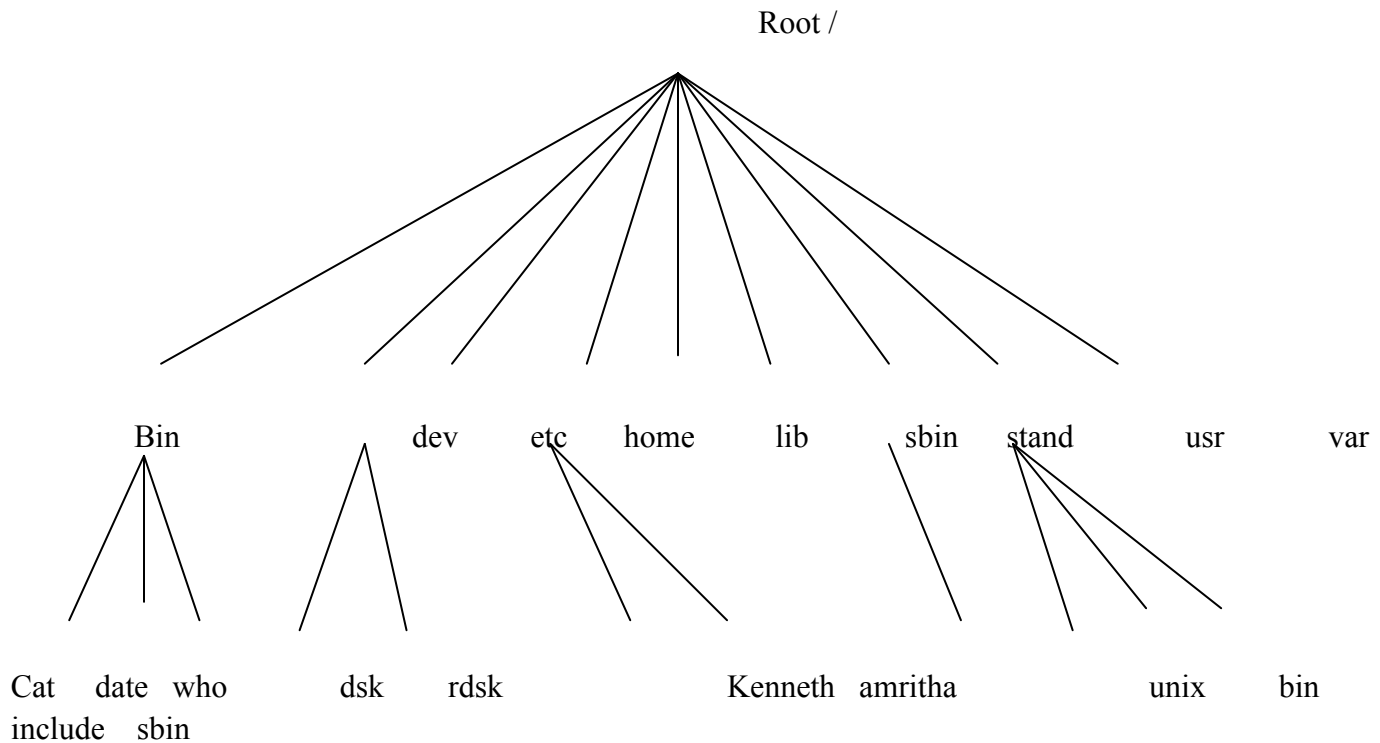 Root /
Bin dev etc home lib sbin stand usr var
Cat date who dsk rdsk Kenneth amritha unix bin
include sbin